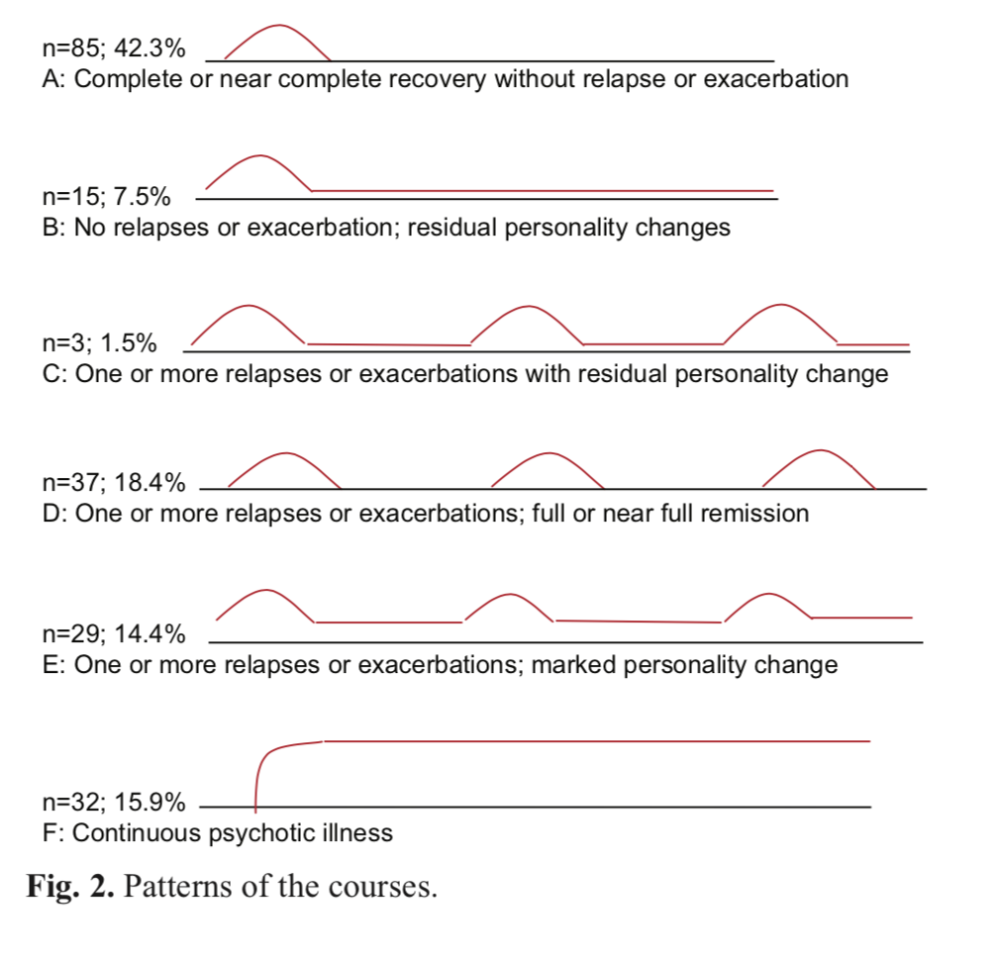 n=85; 42.3%
A: Complete or near complete recovery without relapse or exacerbation
n=15; 7.5%
B: No relapses or exacerbation; residual personality changes
n=3; 1.5%
C: One or more relapses or exacerbations with residual personality change
n=37; 18.4%
D: One or more relapses or exacerbations; full or near full remission
n=29; 14.4%
E: One or more relapses or exacerbations; marked personality change
n=32; 15.9%
F: Continuous psychotic illness
Fig. 2. Patterns of the courses.